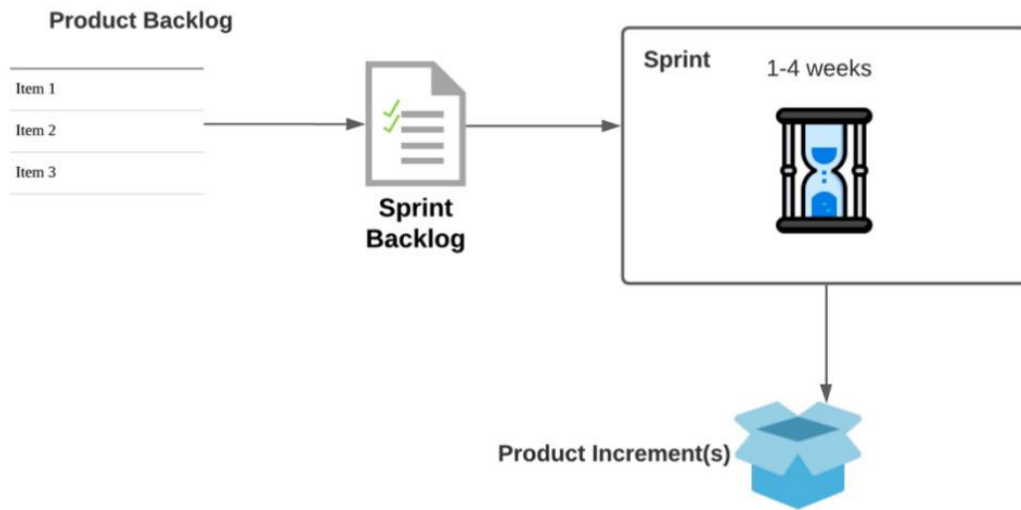 Product Backlog
Item 1
Item 2
Item 3
Sprint
Backlog
Sprint
1-4 weeks
Product Increment(s)